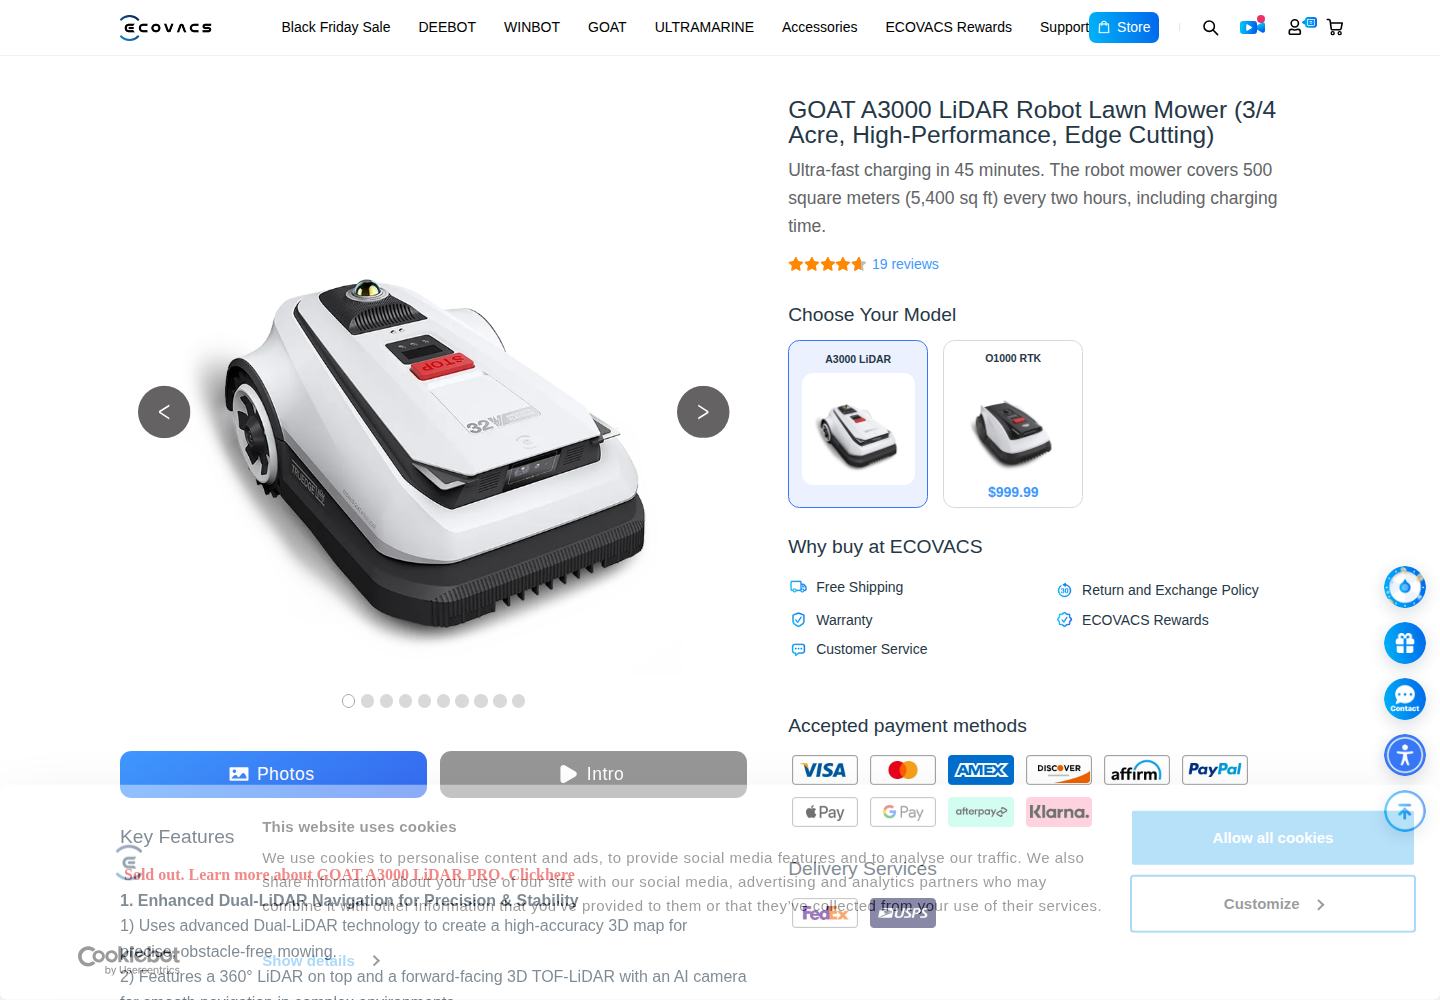 ECOVACS
Black Friday Sale
DEEBOT
WINBOT
GOAT
ULTRAMARINE
Accessories
ECOVACS Rewards
Support
Store
GOAT A3000 LiDAR Robot Lawn Mower (3/4
Acre, High-Performance, Edge Cutting)
Ultra-fast charging in 45 minutes. The robot mower covers 500
square meters (5,400 sq ft) every two hours, including charging
time.
19 reviews
Choose Your Model
A3000 LiDAR
O1000 RTK
$999.99
STOP
32V
TRUEDGE
<
>
Why buy at ECOVACS
Free Shipping
30
Return and Exchange Policy
Warranty
ECOVACS Rewards
Customer Service
Contact
Accepted payment methods
VISA
AMEX
DISCOVER
affirm
PayPal
Pay
G Pay
afterpay
Klarna.
Delivery Services
FedEx
USPS
Photos
Intro
Key Features
Sold out. Learn more about GOAT A3000 LiDAR PRO. Clickhere
1. Enhanced Dual-LiDAR Navigation for Precision & Stability
1) Uses advanced Dual-LiDAR technology to create a high-accuracy 3D map for
precise, obstacle-free mowing.
2) Features a 360° LiDAR on top and a forward-facing 3D TOF-LiDAR with an AI camera
for smooth navigation in complex environments.
This website uses cookies
We use cookies to personalise content and ads, to provide social media features and to analyse our traffic. We also
share information about your use of our site with our social media, advertising and analytics partners who may
combine it with other information that you've provided to them or that they've collected from your use of their services.
Show details
Allow all cookies
Customize
Cookiebot
by Usercentrics